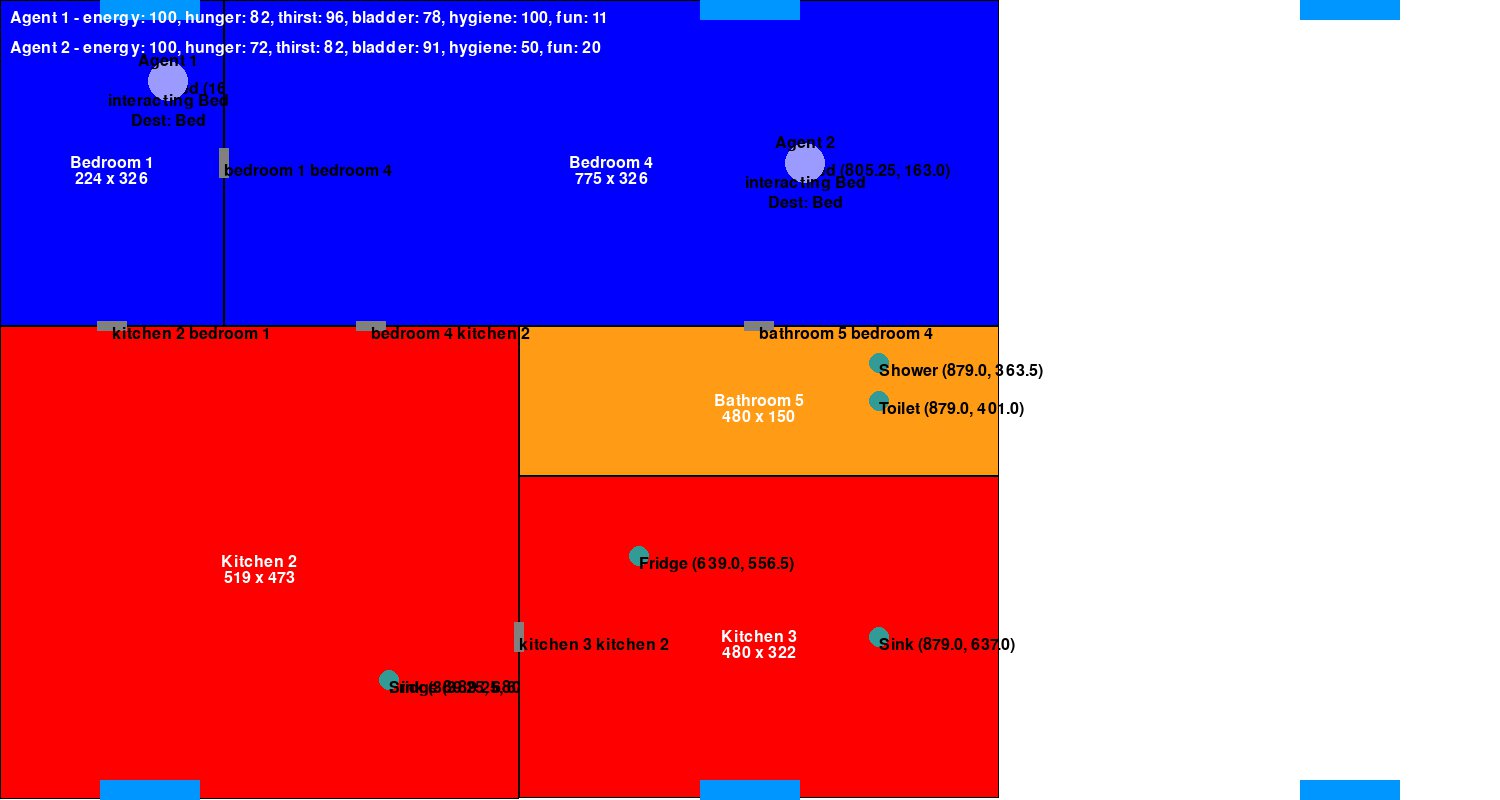 Agent 1 - energy: 100, hunger: 82, thirst: 96, bladder: 78, hygiene: 100, fun: 11
Agent 2 - energy: 100, hunger: 72, thirst: 82, bladder: 91, hygiene: 50, fun: 20
Agent 1
interacting Bed
Dest: Bed
Agent 2
(805.25, 163.0)
interacting Bed
Dest: Bed
Bedroom 1
224 x 326
bedroom 1 bedroom 4
Bedroom 4
775 x 326
kitchen 2 bedroom 1
bedroom 4 kitchen 2
bathroom 5 bedroom 4
Shower (879.0, 363.5)
Bathroom 5
480 x 150
Toilet (879.0, 401.0)
Kitchen 2
519 x 473
Fridge (639.0, 556.5)
kitchen 3 kitchen 2
Kitchen 3
480 x 322
Sink (879.0, 637.0)